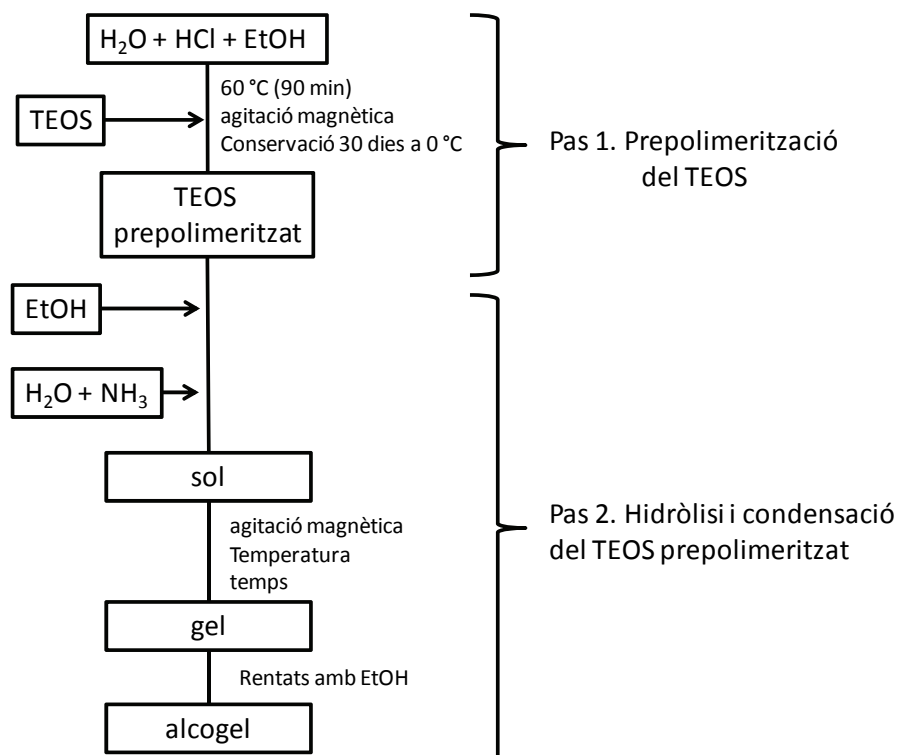 H₂O + HCl + EtOH
60 °C (90 min)
agitació magnètica
Conservació 30 dies a 0 °C
TEOS
Pas 1. Prepolimerització
del TEOS
TEOS
prepolimeritzat
EtOH
H₂O + NH₃
sol
agitació magnètica
Temperatura
temps
Pas 2. Hidròlisi i condensació
del TEOS prepolimeritzat
gel
Rentats amb EtOH
alcogel